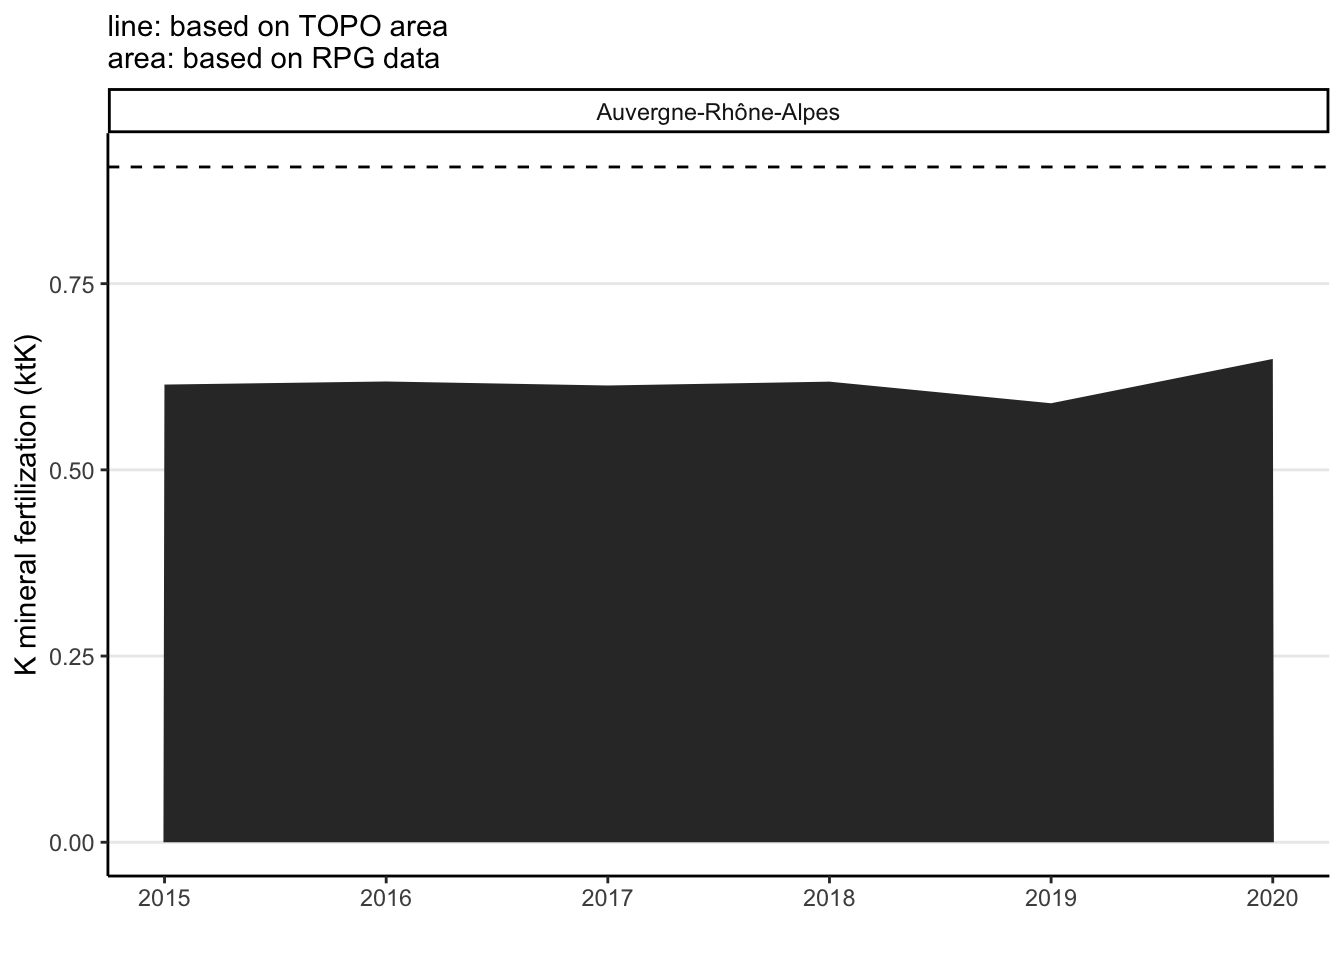 line: based on TOPO area
area: based on RPG data
Auvergne-Rhône-Alpes
K mineral fertilization (ktK)
0.75
0.50
0.25
0.00
2015 2016 2017 2018 2019 2020